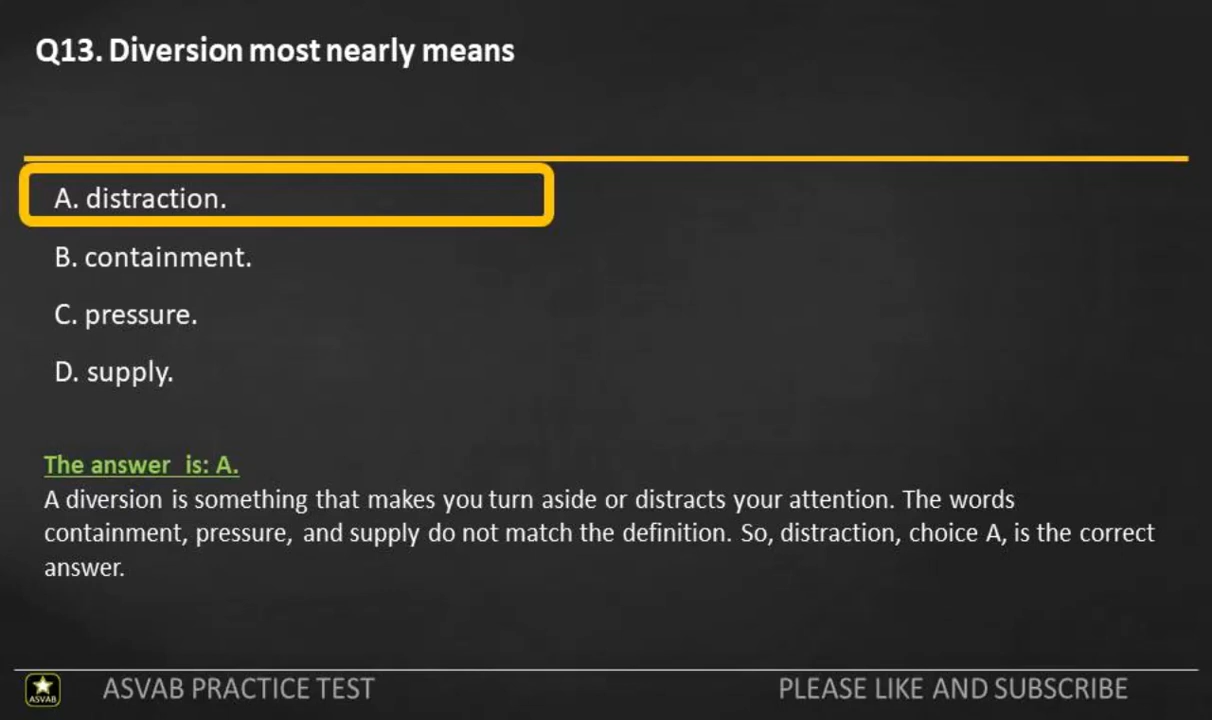 Q13. Diversion most nearly means
A. distraction.
B. containment.
C. pressure.
D. supply.
The answer is: A.
A diversion is something that makes you turn aside or distracts your attention. The words
containment, pressure, and supply do not match the definition. So, distraction, choice A, is the correct
answer.
ASVAB
ASVAB PRACTICE TEST
PLEASE LIKE AND SUBSCRIBE